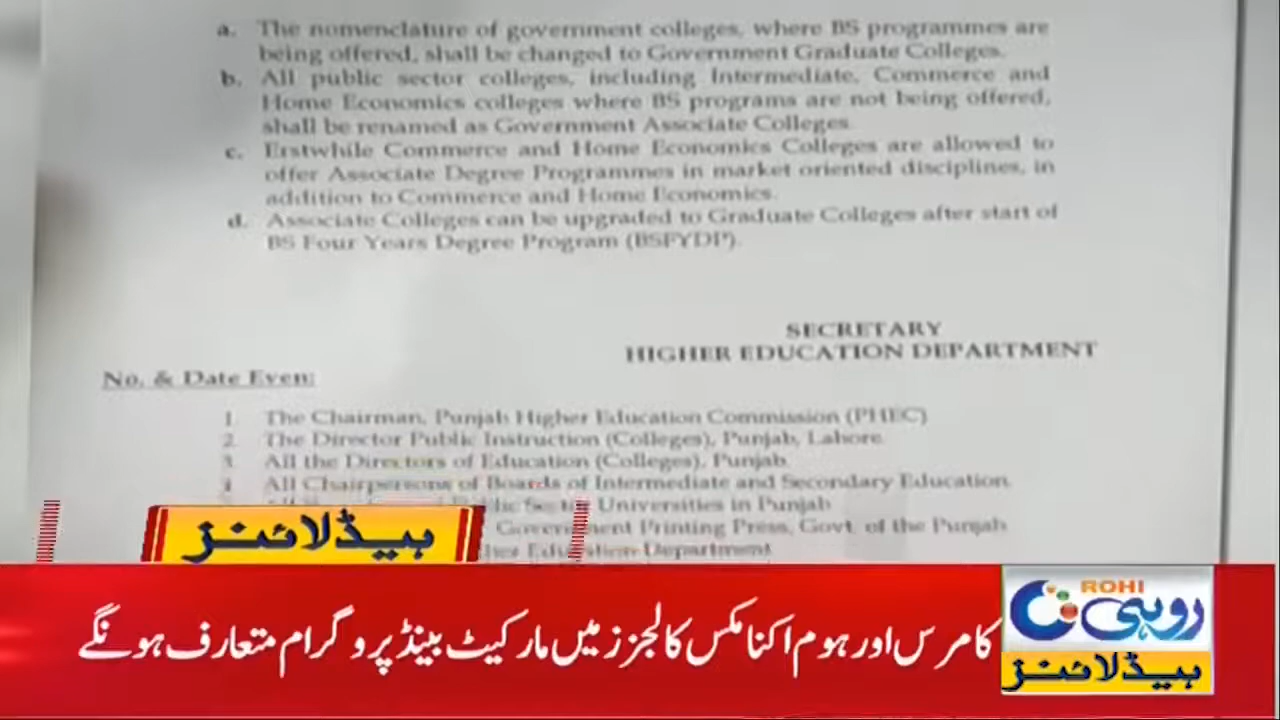 a. The nomenclature of government colleges, where BS programmes are
being offered, shall be changed to Government Graduate Colleges.
b. All public sector colleges, including Intermediate, Commerce and
Home Economics colleges where BS programs are not being offered,
shall be renamed as Government Associate Colleges.
c. Erstwhile Commerce and Home Economics Colleges are allowed to
offer Associate Degree Programmes in market oriented disciplines, in
addition to Commerce and Home Economics.
d. Associate Colleges can be upgraded to Graduate Colleges after start of
BS Four Years Degree Program (BSFYDP).
SECRETARY
HIGHER EDUCATION DEPARTMENT
No. & Date Even:
1. The Chairman, Punjab Higher Education Commission (PHEC)
2. The Director Public Instruction (Colleges), Punjab, Lahore
3. All the Directors of Education (Colleges), Punjab
4. All Chairpersons of Boards of Intermediate and Secondary Education
Sector Universities in Punjab
Government Printing Press, Govt. of the Punjab
Education Department
ہیڈلائنز
کامرس اور ہوم اکنامکس کالجزز میں مارکیٹ بینڈ پروگرام متعارف ہونگے
ROHI
روہی
ہیڈلائنز